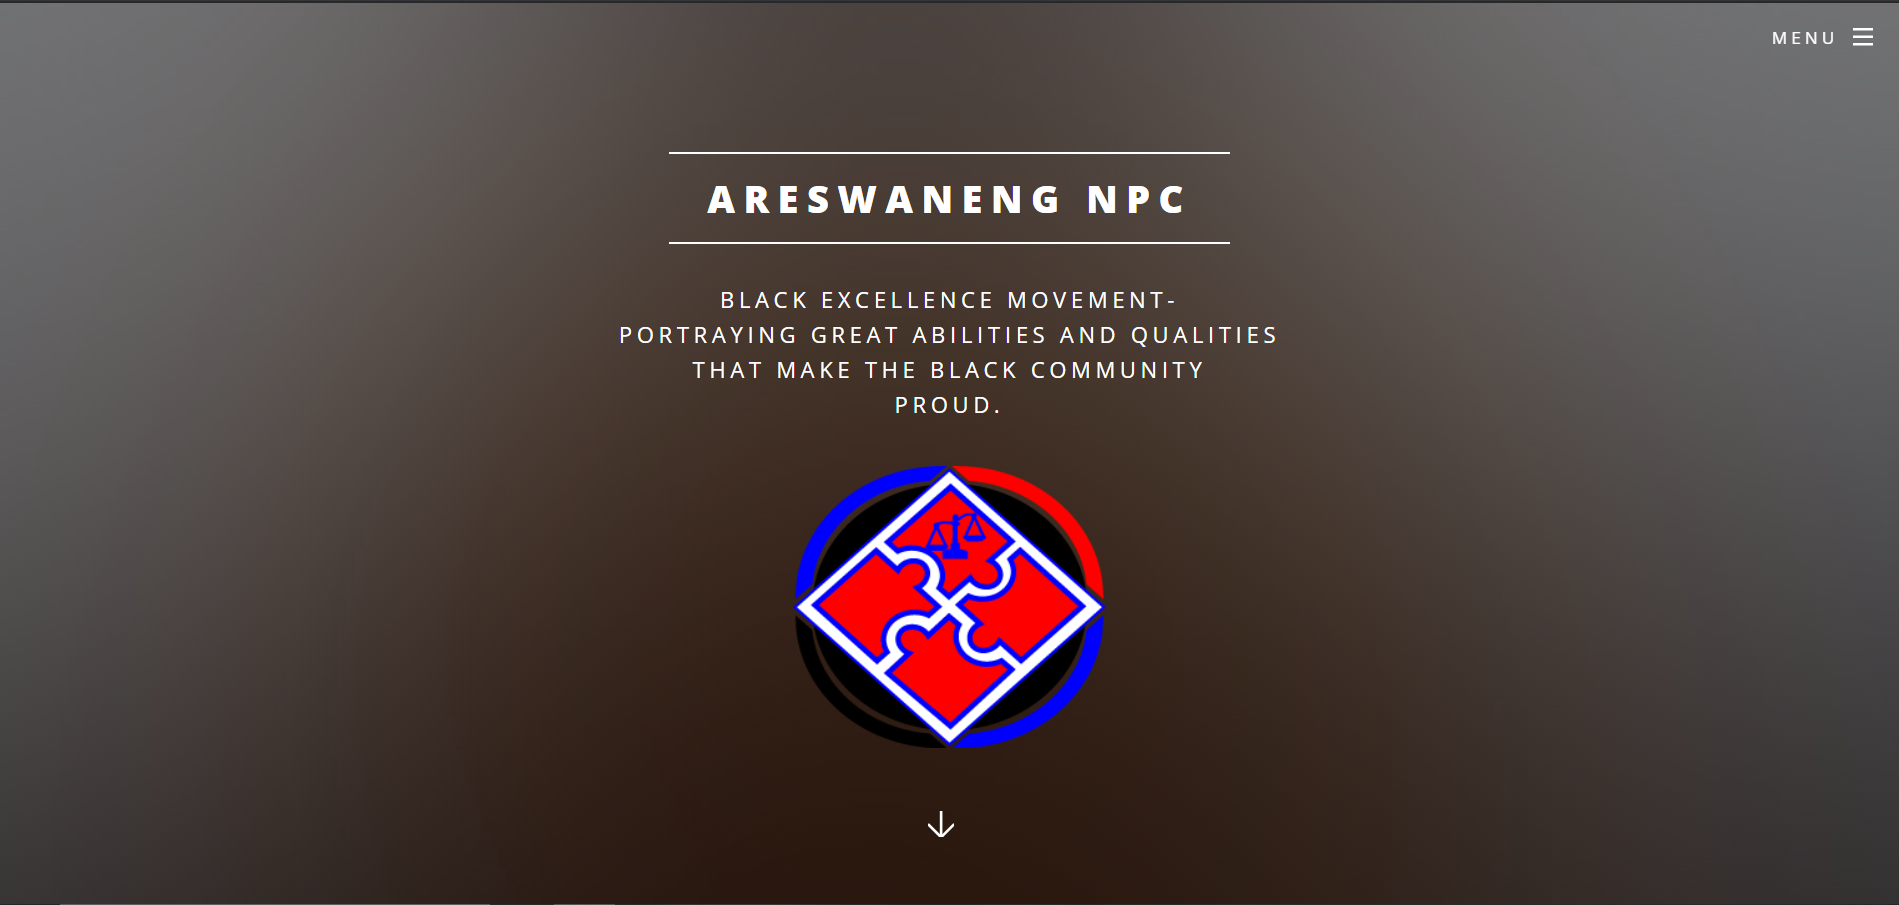 MENU
ARESWANENG NPC
BLACK EXCELLENCE MOVEMENT-
PORTRAYING GREAT ABILITIES AND QUALITIES
THAT MAKE THE BLACK COMMUNITY
PROUD.